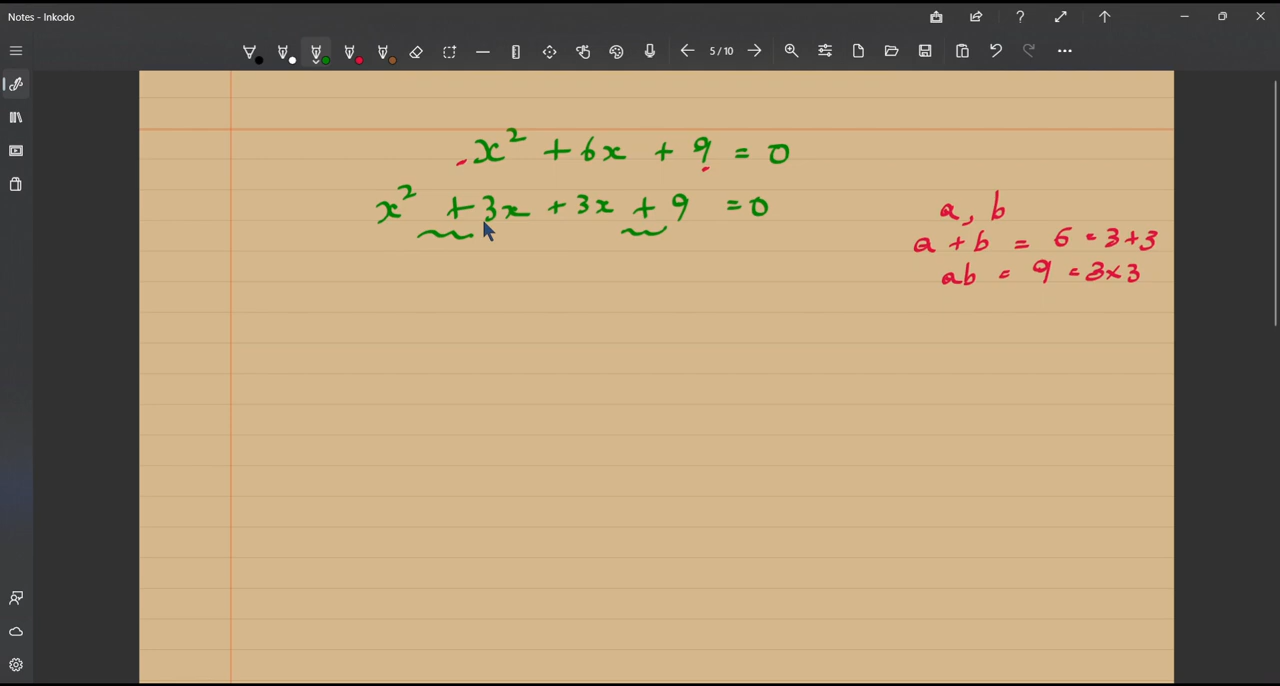 Notes - Inkodo
5 / 10
x² + 6x + 9 = 0
x² + 3x + 3x + 9 = 0
a, b
a + b = 6 = 3+3
ab = 9 = 3×3